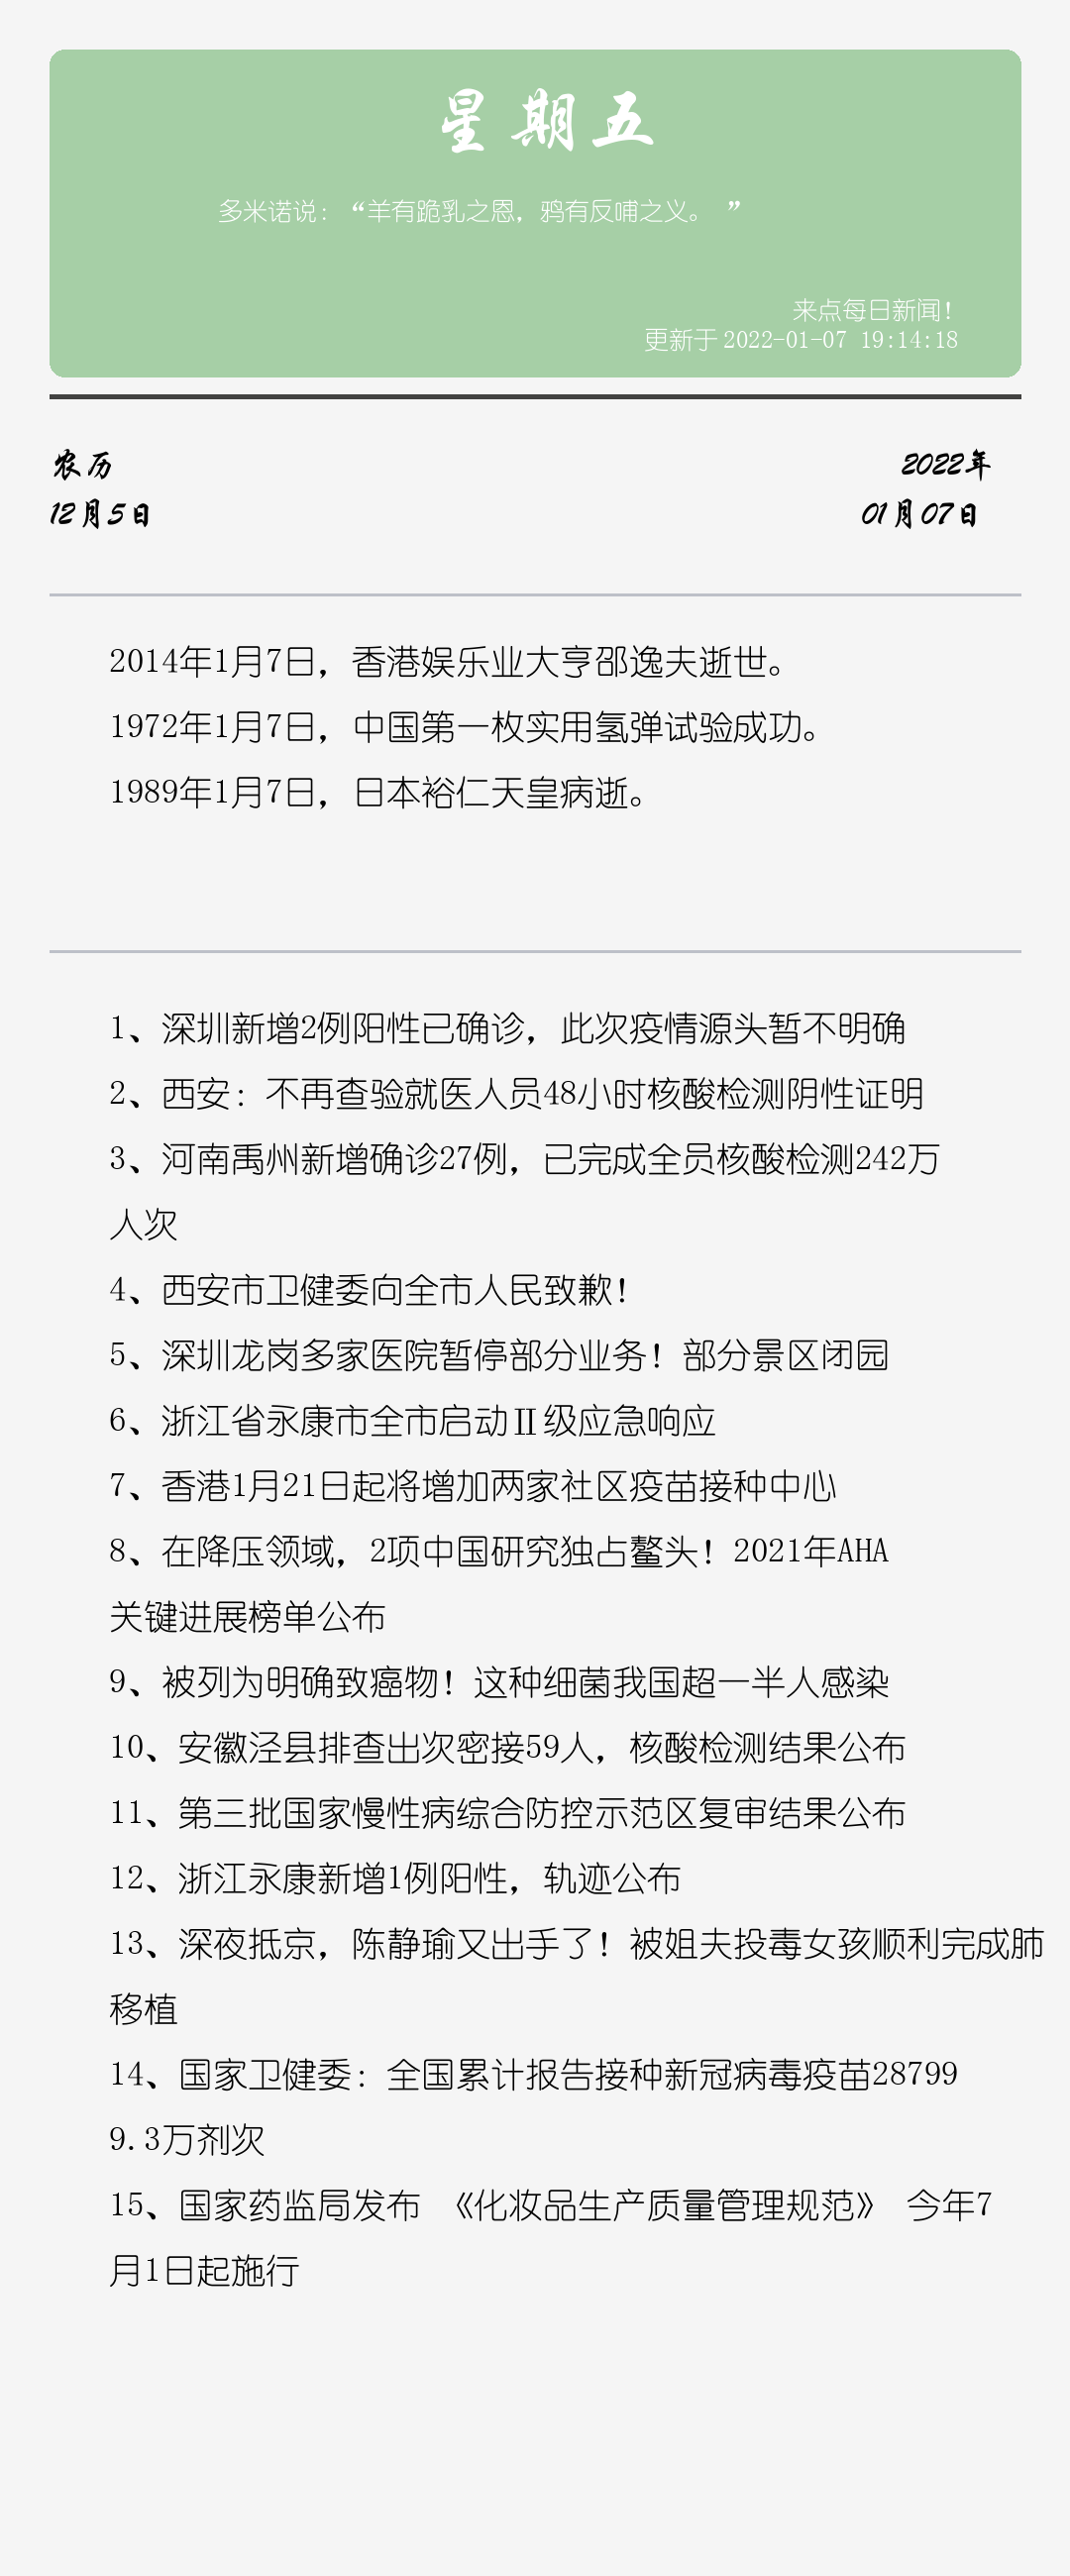 星期五
多米诺说：“羊有跪乳之恩，鸦有反哺之义。 ”
来点每日新闻！
更新于2022-01-07 19:14:18
农历
2022年
12月5日
01月07日
2014年1月7日，香港娱乐业大亨邵逸夫逝世。
1972年1月7日，中国第一枚实用氢弹试验成功。
1989年1月7日，日本裕仁天皇病逝。
1、深圳新增2例阳性已确诊，此次疫情源头暂不明确
2、西安：不再查验就医人员48小时核酸检测阴性证明
3、河南禹州新增确诊27例，已完成全员核酸检测242万
人次
4、西安市卫健委向全市人民致歉！
5、深圳龙岗多家医院暂停部分业务！部分景区闭园
6、浙江省永康市全市启动Ⅱ级应急响应
7、香港1月21日起将增加两家社区疫苗接种中心
8、在降压领域，2项中国研究独占鳌头！2021年AHA
关键进展榜单公布
9、被列为明确致癌物！这种细菌我国超一半人感染
10、安徽泾县排查出次密接59人，核酸检测结果公布
11、第三批国家慢性病综合防控示范区复审结果公布
12、浙江永康新增1例阳性，轨迹公布
13、深夜抵京，陈静瑜又出手了！被姐夫投毒女孩顺利完成肺
移植
14、国家卫健委：全国累计报告接种新冠病毒疫苗28799
9.3万剂次
15、国家药监局发布 《化妆品生产质量管理规范》 今年7
月1日起施行